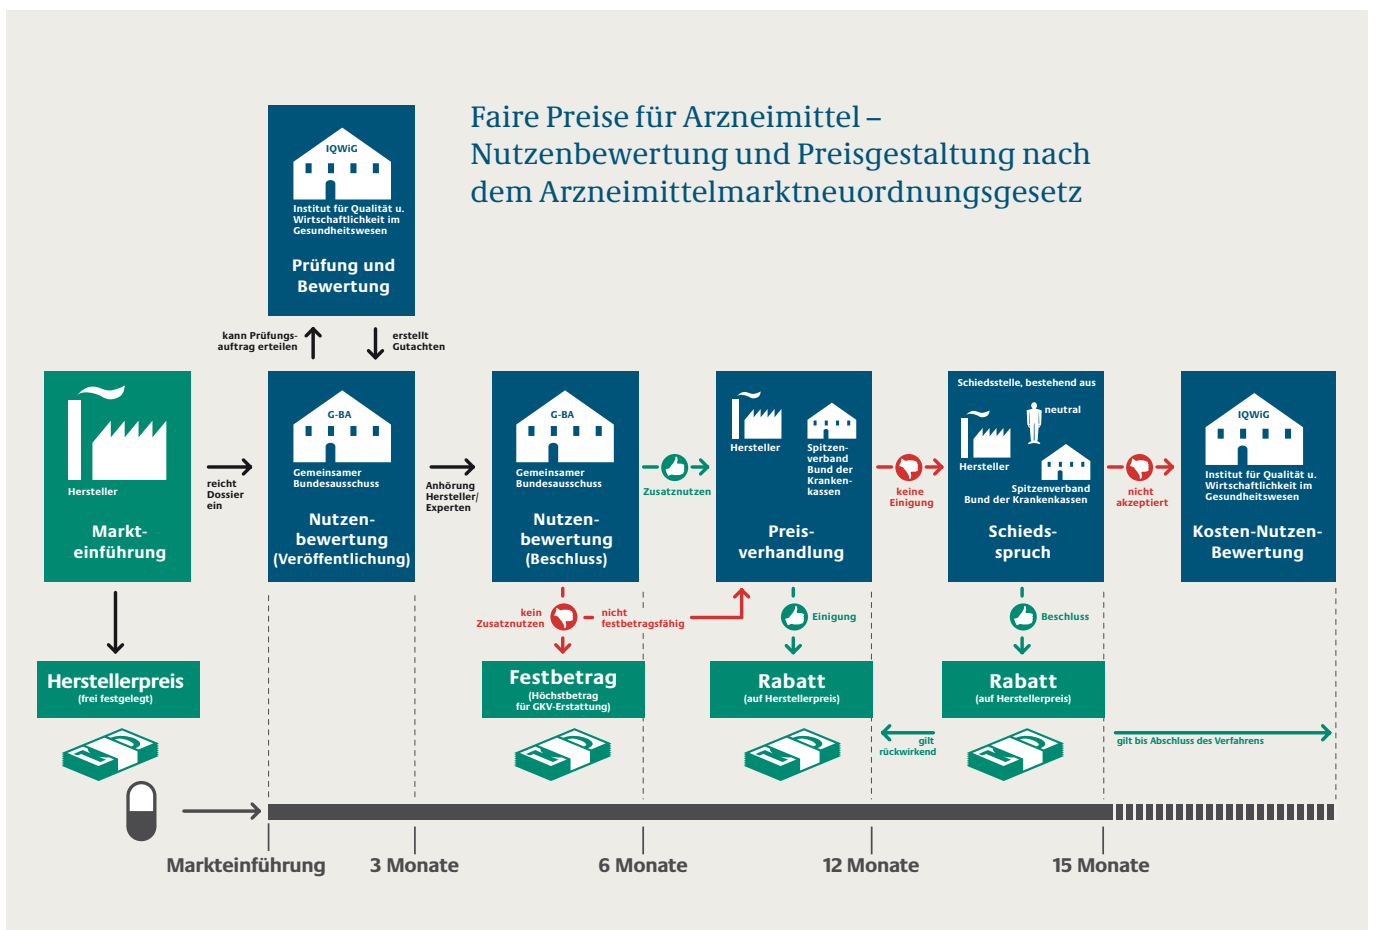 Faire Preise für Arzneimittel –
Nutzenbewertung und Preisgestaltung nach
dem Arzneimittelmarktneuordnungsgesetz
IQWiG
Institut für Qualität u.
Wirtschaftlichkeit im
Gesundheitswesen
Prüfung und
Bewertung
kann Prüfungs-
auftrag erteilen
erstellt
Gutachten
Hersteller
Markt-
einführung
reicht
Dossier
ein
G-BA
Gemeinsamer
Bundesausschuss
Nutzen-
bewertung
(Veröffentlichung)
Anhörung
Hersteller/
Experten
G-BA
Gemeinsamer
Bundesausschuss
Nutzen-
bewertung
(Beschluss)
Zusatznutzen
Hersteller
Spitzen-
verband
Bund der
Kranken-
kassen
Preis-
verhandlung
keine
Einigung
Schiedsstelle, bestehend aus
neutral
Hersteller
Spitzenverband
Bund der Krankenkassen
Schieds-
spruch
nicht
akzeptiert
IQWiG
Institut für Qualität u.
Wirtschaftlichkeit im
Gesundheitswesen
Kosten-Nutzen-
Bewertung
kein
Zusatznutzen
nicht
festbetragsfähig
Einigung
Beschluss
Herstellerpreis
(frei festgelegt)
Festbetrag
(Höchstbetrag
für GKV-Erstattung)
Rabatt
(auf Herstellerpreis)
Rabatt
(auf Herstellerpreis)
gilt
rückwirkend
gilt bis Abschluss des Verfahrens
Markteinführung
3 Monate
6 Monate
12 Monate
15 Monate